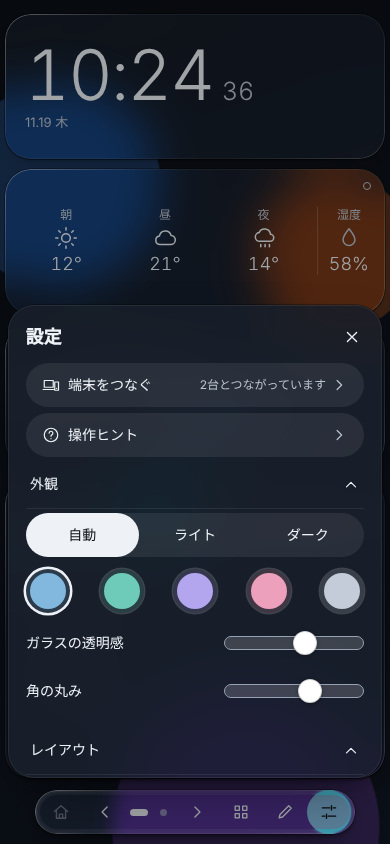 10:24 36
11.19 木
朝 昼 夜 湿度
12° 21° 14° 58%
設定
端末をつなぐ 2台とつながっています
操作ヒント
外観
自動 ライト ダーク
ガラスの透明感
角の丸み
レイアウト